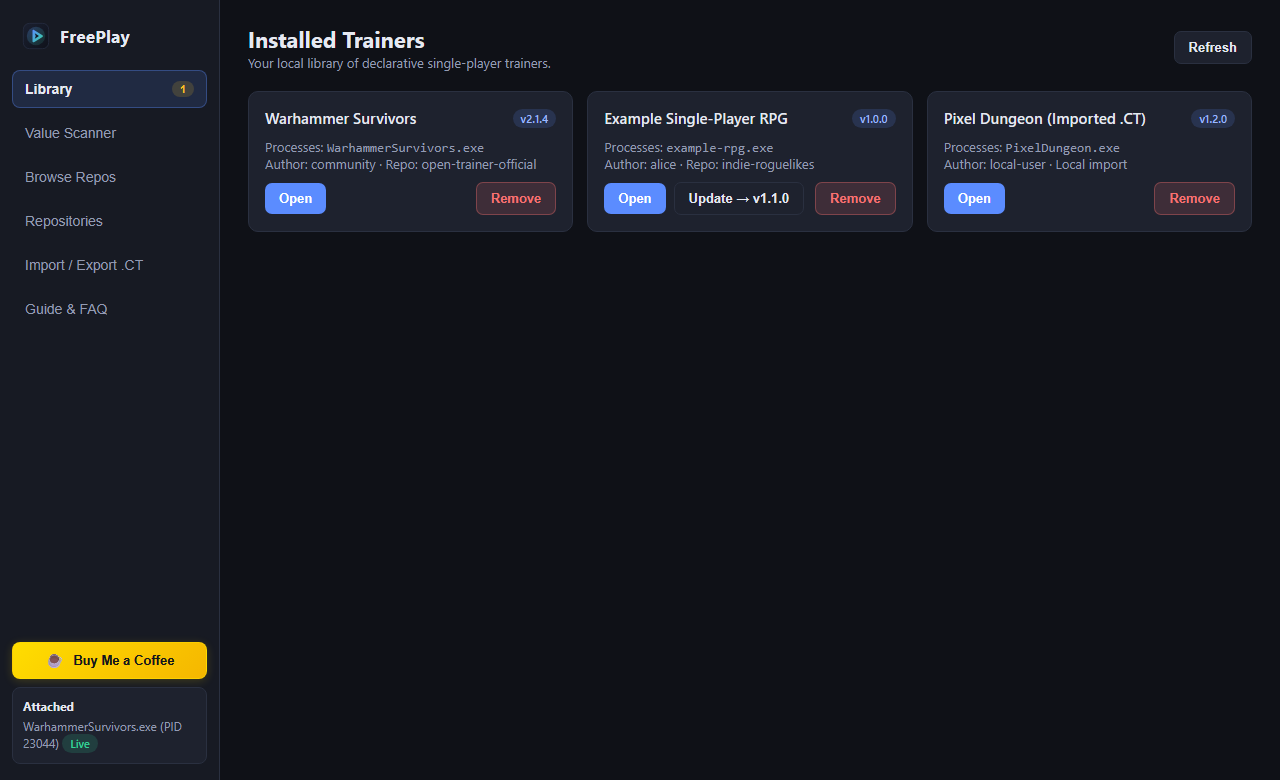 FreePlay
Library 1
Value Scanner
Browse Repos
Repositories
Import / Export .CT
Guide & FAQ
Buy Me a Coffee
Attached
WarhammerSurvivors.exe (PID
23044) Live
Installed Trainers
Your local library of declarative single-player trainers.
Refresh
Warhammer Survivors v2.1.4
Processes: WarhammerSurvivors.exe
Author: community · Repo: open-trainer-official
Open Remove
Example Single-Player RPG v1.0.0
Processes: example-rpg.exe
Author: alice · Repo: indie-roguelikes
Open Update → v1.1.0 Remove
Pixel Dungeon (Imported .CT) v1.2.0
Processes: PixelDungeon.exe
Author: local-user · Local import
Open Remove